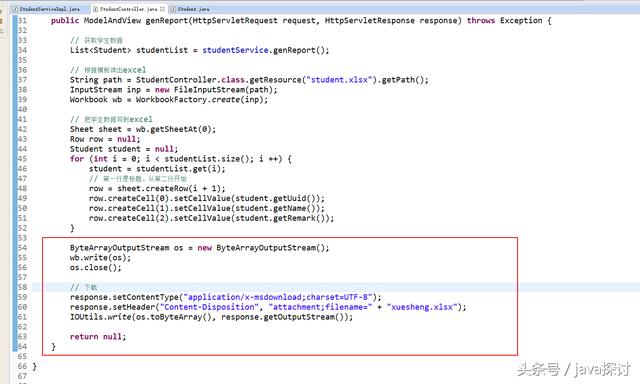 StudentServiceImpl.java StudentController.java Student.java
31 public ModelAndView genReport(HttpServletRequest request, HttpServletResponse response) throws Exception {
32
33 // 获取学生数据
34 List<Student> studentList = studentService.genReport();
35
36 // 根据模板读出excel
37 String path = StudentController.class.getResource("student.xlsx").getPath();
38 InputStream inp = new FileInputStream(path);
39 Workbook wb = WorkbookFactory.create(inp);
40
41 // 把学生数据写到excel
42 Sheet sheet = wb.getSheetAt(0);
43 Row row = null;
44 Student student = null;
45 for (int i = 0; i < studentList.size(); i ++) {
46 student = studentList.get(i);
47 // 第一行是标题，从第二行开始
48 row = sheet.createRow(i + 1);
49 row.createCell(0).setCellValue(student.getUuid());
50 row.createCell(1).setCellValue(student.getName());
51 row.createCell(2).setCellValue(student.getRemark());
52 }
53
54 ByteArrayOutputStream os = new ByteArrayOutputStream();
55 wb.write(os);
56 os.close();
57
58 // 下载
59 response.setContentType("application/x-msdownload;charset=UTF-8");
60 response.setHeader("Content-Disposition", "attachment;filename=" + "xuesheng.xlsx");
61 IOUtils.write(os.toByteArray(), response.getOutputStream());
62
63 return null;
64 }
65
66 }
67
头条号 / java探讨